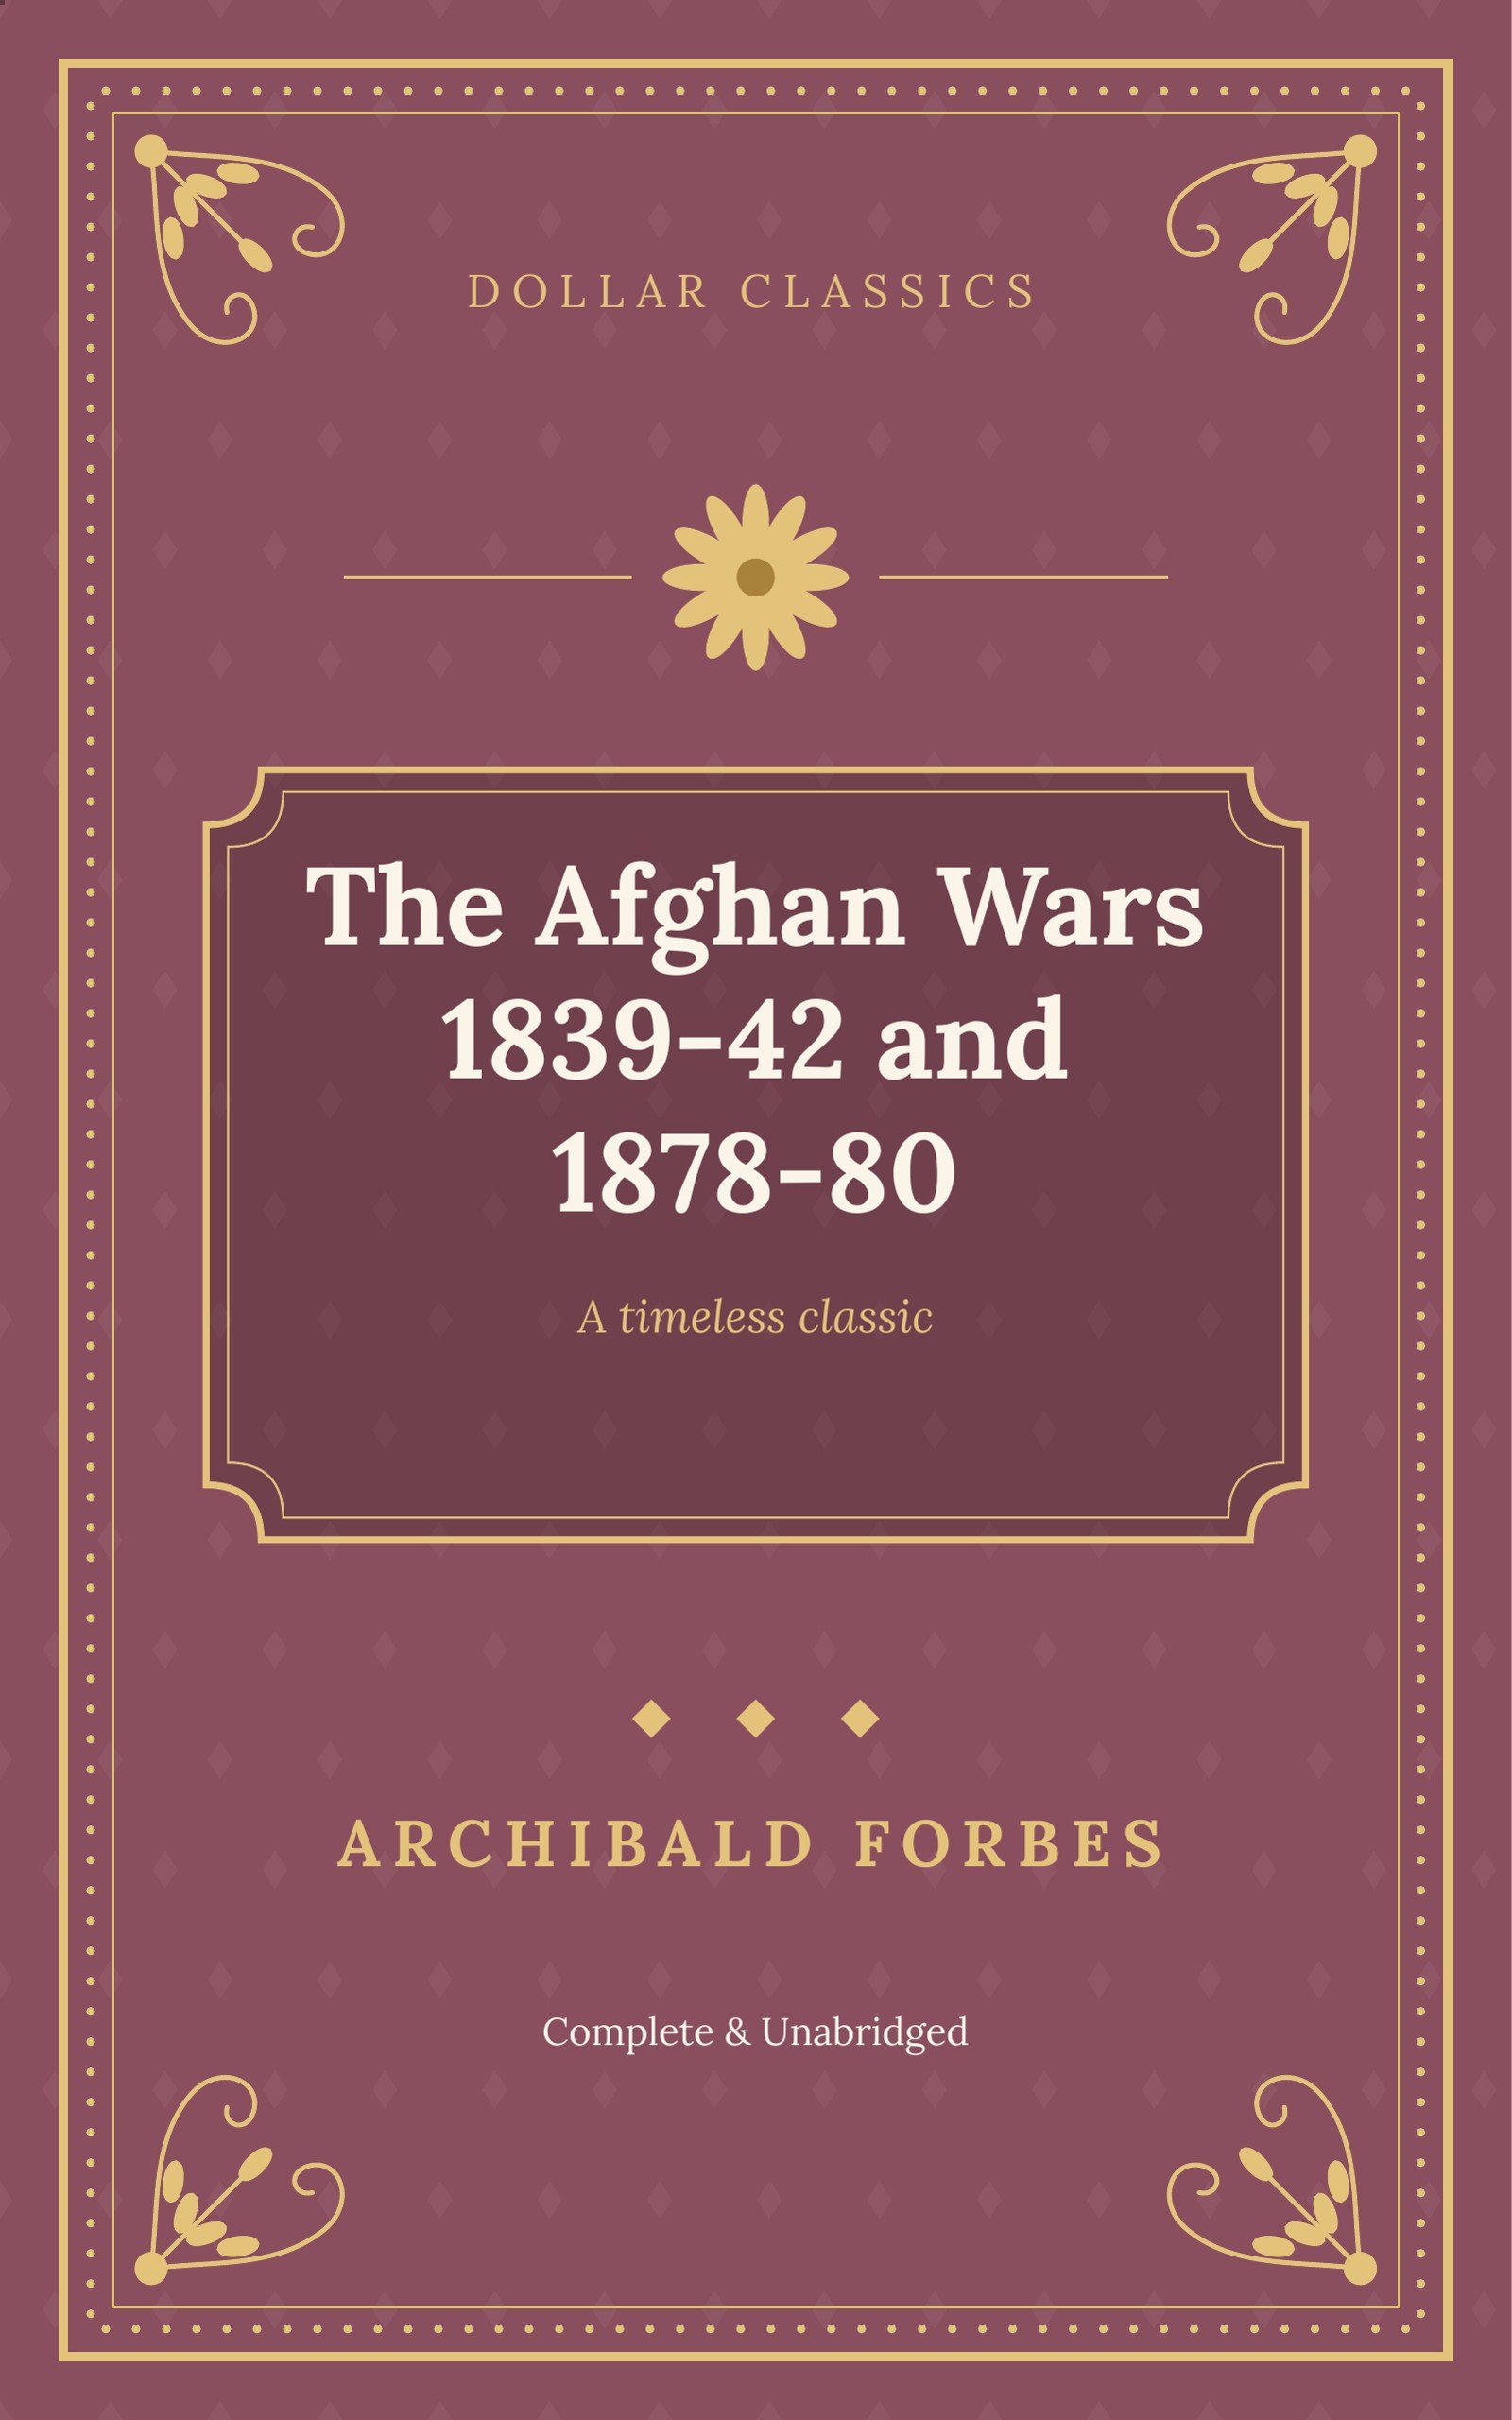 DOLLAR CLASSICS
The Afghan Wars
1839–42 and
1878–80
A timeless classic
ARCHIBALD FORBES
Complete & Unabridged